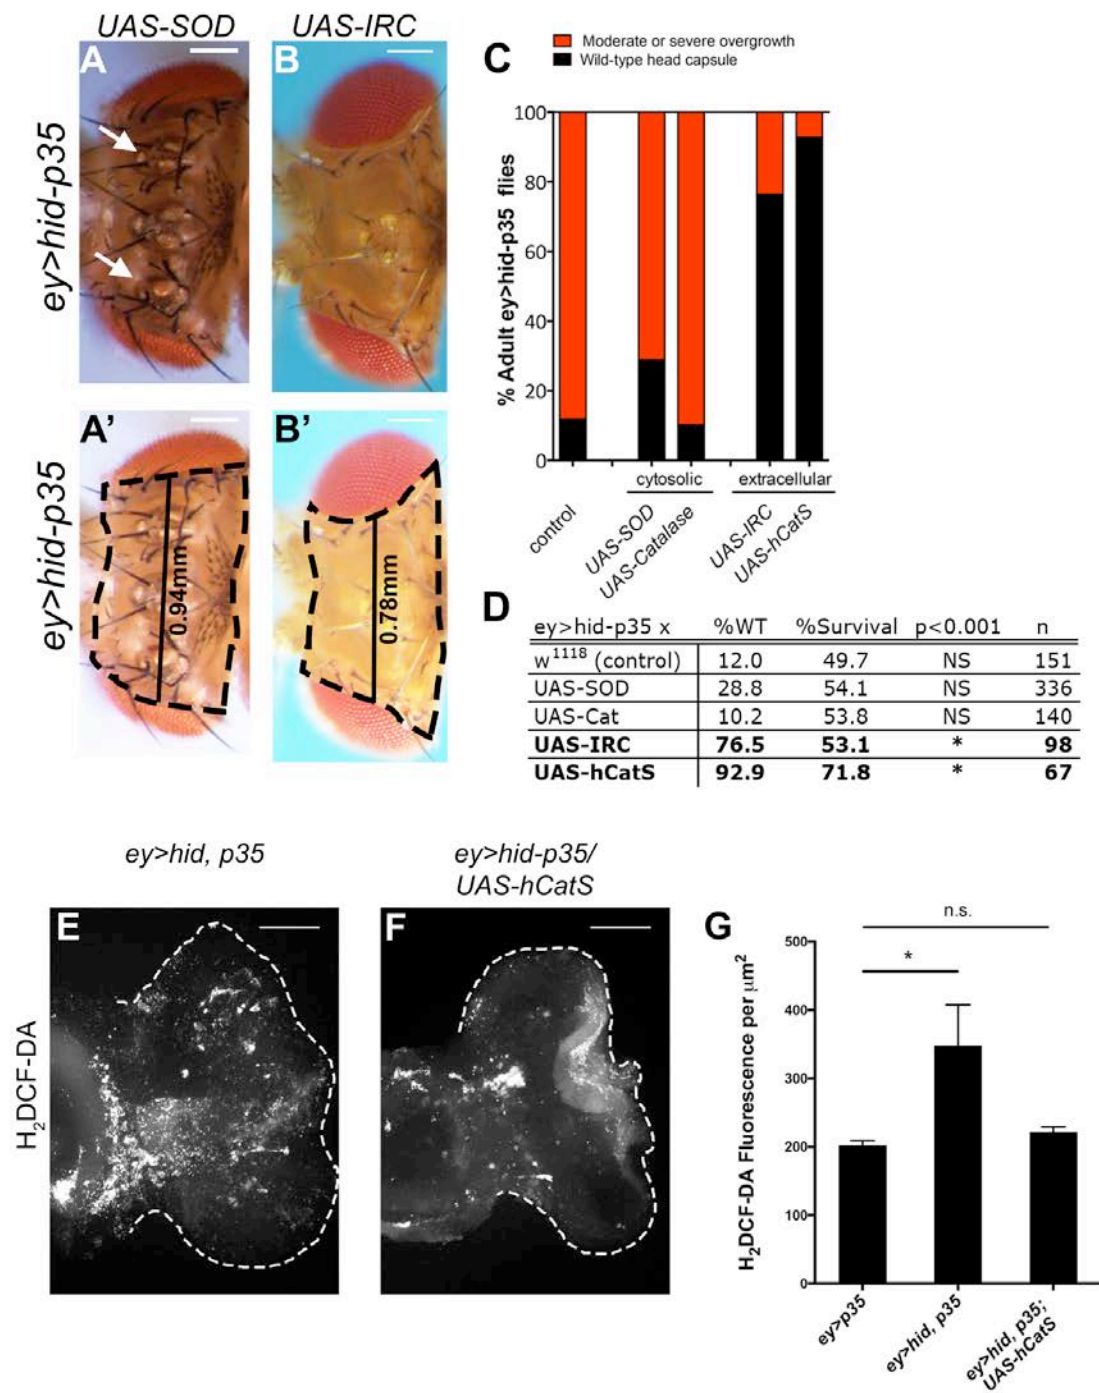 UAS-SOD
UAS-IRC
A
B
C
Moderate or severe overgrowth
Wild-type head capsule
ey>hid-p35
% Adult ey>hid-p35 flies
100
80
60
40
20
0
cytosolic
extracellular
control
UAS-SOD
UAS-Catalase
UAS-IRC
UAS-hCatS
A'
B'
ey>hid-p35
0.94mm
0.78mm
D
ey>hid-p35 x %WT %Survival p<0.001 n
w1118 (control) 12.0 49.7 NS 151
UAS-SOD 28.8 54.1 NS 336
UAS-Cat 10.2 53.8 NS 140
UAS-IRC 76.5 53.1 * 98
UAS-hCatS 92.9 71.8 * 67
ey>hid, p35
ey>hid-p35/
UAS-hCatS
E
F
H2DCF-DA
G
n.s.
*
H2DCF-DA Fluorescence per μm2
500
400
300
200
100
0
ey>p35
ey>hid, p35
ey>hid, p35;
UAS-hCatS